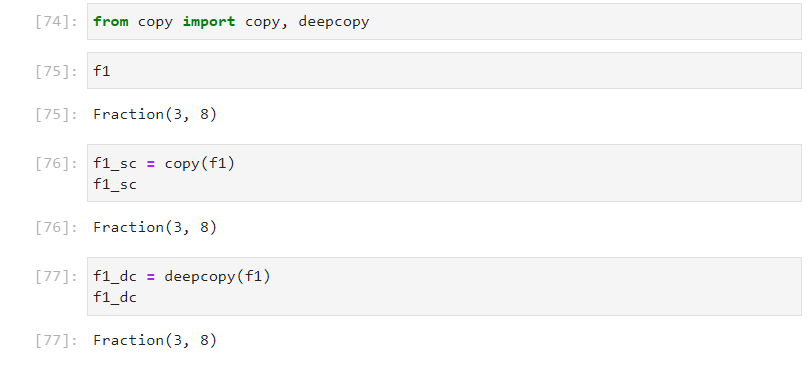 [74]: from copy import copy, deepcopy
[75]: f1
[75]: Fraction(3, 8)
[76]: f1_sc = copy(f1)
f1_sc
[76]: Fraction(3, 8)
[77]: f1_dc = deepcopy(f1)
f1_dc
[77]: Fraction(3, 8)